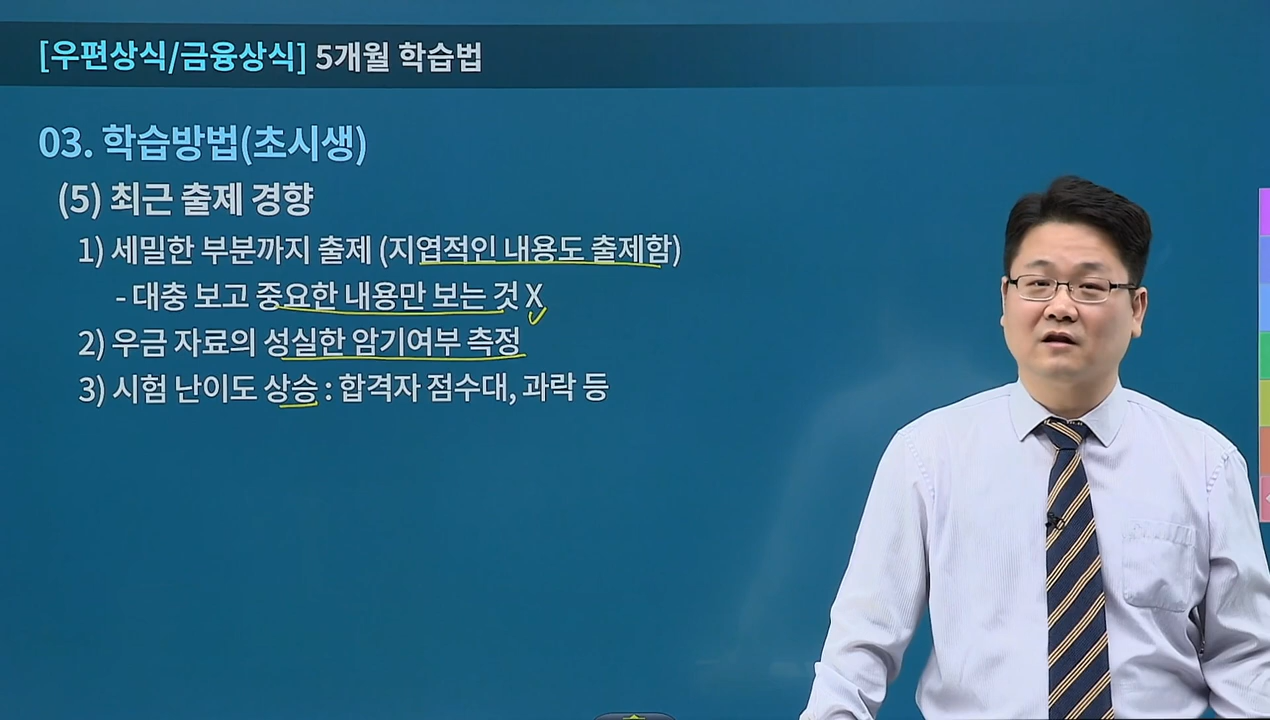 [우편상식/금융상식] 5개월 학습법
03. 학습방법(초시생)
(5) 최근 출제 경향
1) 세밀한 부분까지 출제 (지엽적인 내용도 출제함)
- 대충 보고 중요한 내용만 보는 것 X
2) 우금 자료의 성실한 암기여부 측정
3) 시험 난이도 상승 : 합격자 점수대, 과락 등